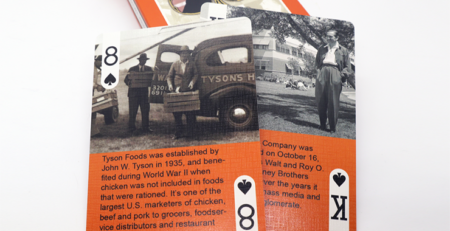 8
TYSON'S
Tyson Foods was established by
John W. Tyson in 1935, and bene-
fited during World War II when
chicken was not included in foods
that were rationed. It's one of the
largest U.S. marketers of chicken,
beef and pork to grocers, foodser-
vice distributors and restaurant
8
Company was
on October 16,
Walt and Roy O.
ney Brothers
ver the years it
ass media and
glomerate.
K